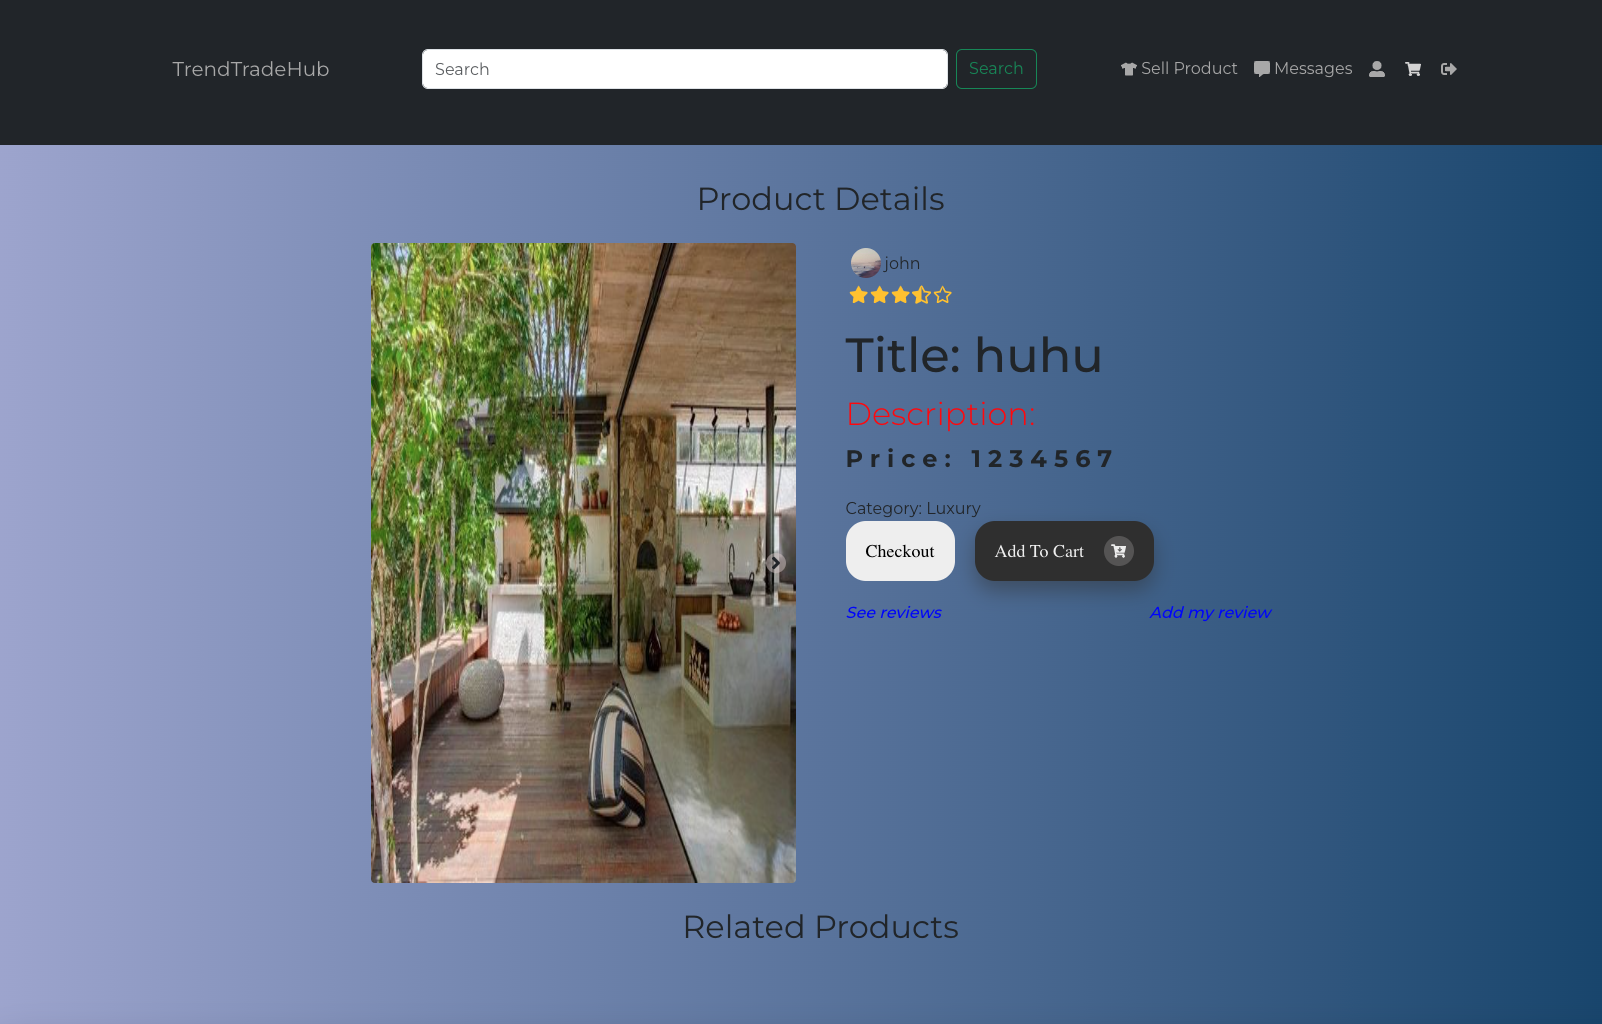 TrendTradeHub
Search
Search
Sell Product
Messages
Product Details
john
Title: huhu
Description:
Price: 1234567
Category: Luxury
Checkout
Add To Cart
See reviews
Add my review
Related Products